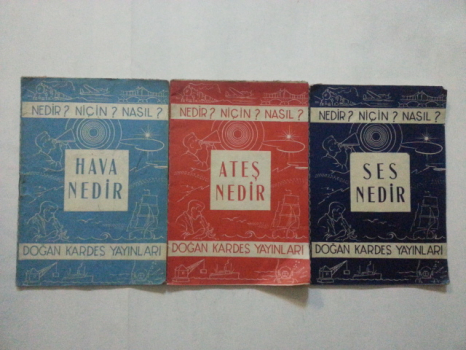 NEDİR? NİÇİN? NASIL?
HAVA
NEDİR
DOĞAN KARDEŞ YAYINLARI
NEDİR? NİÇİN? NASIL?
ATEŞ
NEDİR
DOĞAN KARDEŞ YAYINLARI
NEDİR? NİÇİN? NASIL?
SES
NEDİR
DOĞAN KARDEŞ YAYINLARI